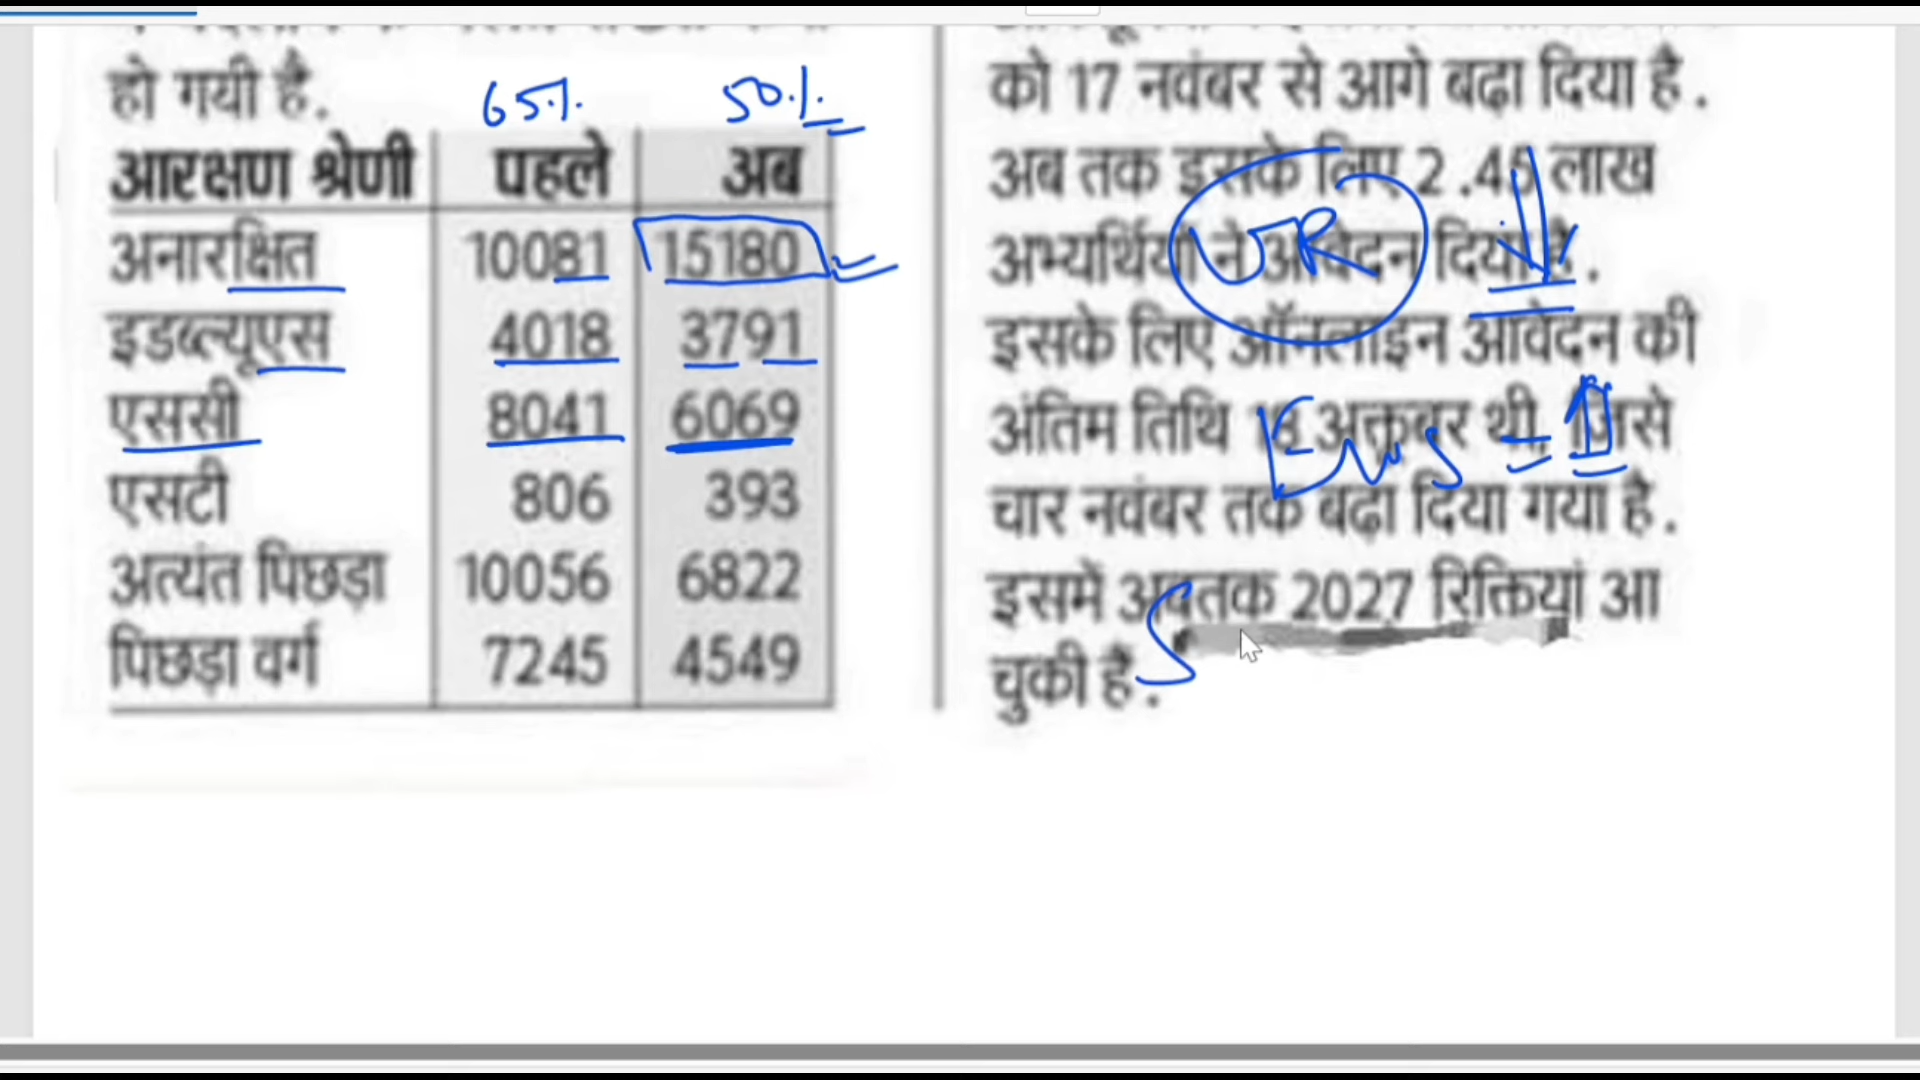 हो गयी है.
65%
50%
आरक्षण श्रेणी पहले अब
अनारक्षित 10081 15180
इडब्ल्यूएस 4018 3791
एससी 8041 6069
एसटी 806 393
अत्यंत पिछड़ा 10056 6822
पिछड़ा वर्ग 7245 4549
को 17 नवंबर से आगे बढ़ा दिया है.
अब तक इसके लिए 2.45 लाख
अभ्यर्थियों ने आवेदन दिया है.
UR
इसके लिए ऑनलाइन आवेदन की
अंतिम तिथि 18 अक्तूबर थी, जिसे
Ews
चार नवंबर तक बढ़ा दिया गया है.
इसमें अबतक 2027 रिक्तियां आ
S
चुकी हैं.